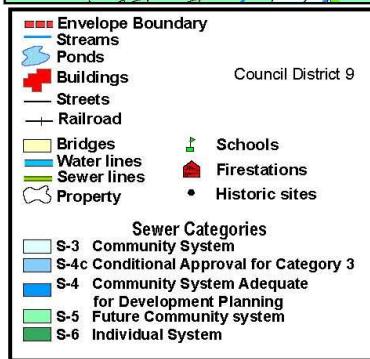 Envelope Boundary
Streams
Ponds
Buildings
Council District 9
Streets
Railroad
Bridges
Schools
Water lines
Firestations
Sewer lines
Historic sites
Property
Sewer Categories
S-3 Community System
S-4c Conditional Approval for Category 3
S-4 Community System Adequate
for Development Planning
S-5 Future Community system
S-6 Individual System